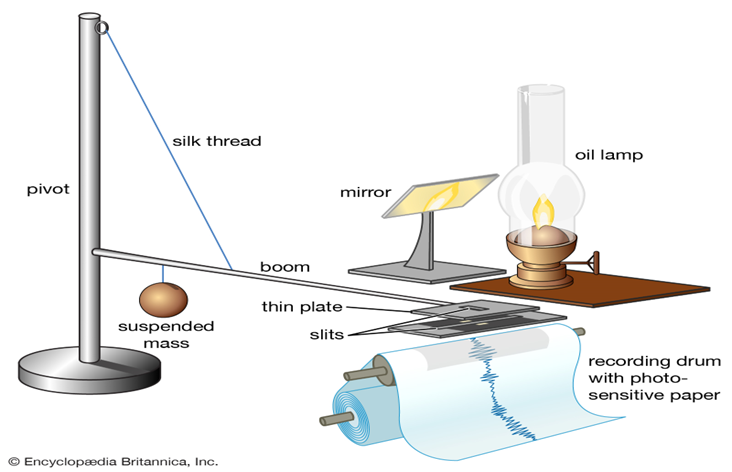 silk thread
oil lamp
pivot
mirror
boom
thin plate
suspended
mass
slits
recording drum
with photo-
sensitive paper
© Encyclopædia Britannica, Inc.